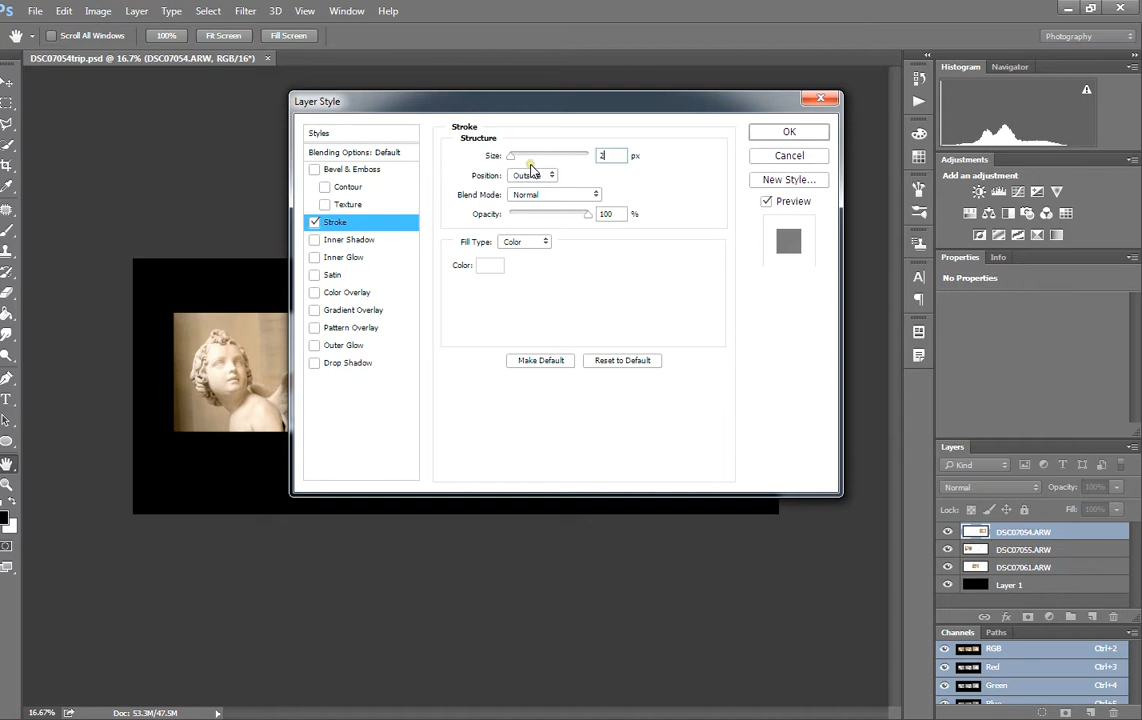 Ps File Edit Image Layer Type Select Filter 3D View Window Help
Scroll All Windows 100% Fit Screen Fill Screen Photography
DSC07054trip.psd @ 16.7% (DSC07054.ARW, RGB/16*) ×
Histogram Navigator
Layer Style
Styles
Blending Options: Default
Bevel & Emboss
Contour
Texture
Stroke
Inner Shadow
Inner Glow
Satin
Color Overlay
Gradient Overlay
Pattern Overlay
Outer Glow
Drop Shadow
Stroke
Structure
Size: 2 px
Position:
Blend Mode: Normal
Opacity: 100 %
Fill Type: Color
Color:
Make Default Reset to Default
OK
Cancel
New Style...
Preview
Adjustments
Add an adjustment
Properties Info
No Properties
Layers
Kind
Normal Opacity: 100%
Lock: Fill: 100%
DSC07054.ARW
DSC07055.ARW
DSC07061.ARW
Layer 1
fx
Channels Paths
RGB Ctrl+2
Red Ctrl+3
Green Ctrl+4
16.67% Doc: 53.3M/47.9M